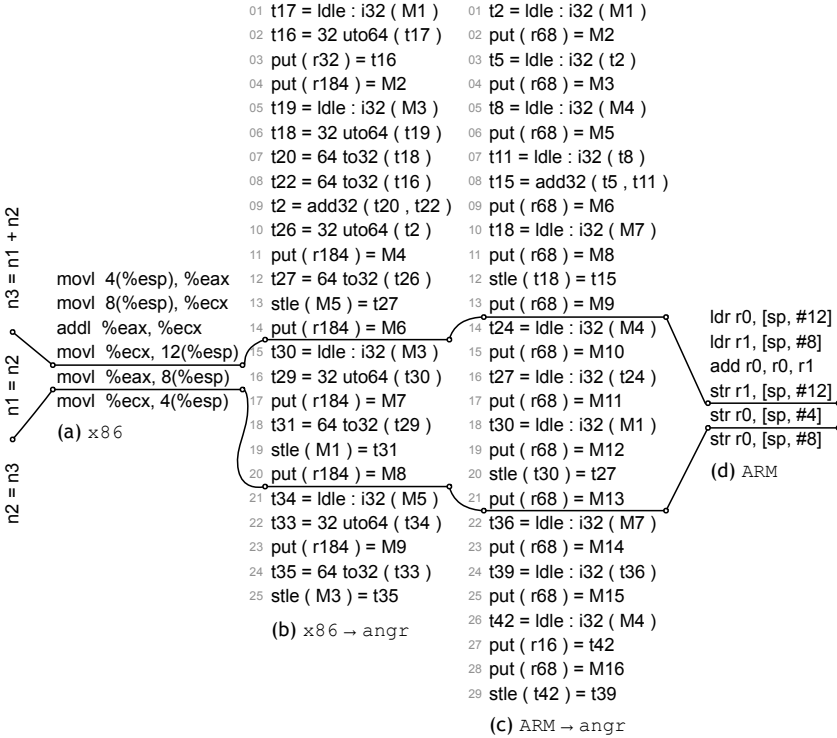 n3 = n1 + n2
n1 = n2
n2 = n3
movl 4(%esp), %eax
movl 8(%esp), %ecx
addl %eax, %ecx
movl %ecx, 12(%esp)
movl %eax, 8(%esp)
movl %ecx, 4(%esp)
(a) x86
01 t17 = ldle : i32 ( M1 )
02 t16 = 32 uto64 ( t17 )
03 put ( r32 ) = t16
04 put ( r184 ) = M2
05 t19 = ldle : i32 ( M3 )
06 t18 = 32 uto64 ( t19 )
07 t20 = 64 to32 ( t18 )
08 t22 = 64 to32 ( t16 )
09 t2 = add32 ( t20 , t22 )
10 t26 = 32 uto64 ( t2 )
11 put ( r184 ) = M4
12 t27 = 64 to32 ( t26 )
13 stle ( M5 ) = t27
14 put ( r184 ) = M6
15 t30 = ldle : i32 ( M3 )
16 t29 = 32 uto64 ( t30 )
17 put ( r184 ) = M7
18 t31 = 64 to32 ( t29 )
19 stle ( M1 ) = t31
20 put ( r184 ) = M8
21 t34 = ldle : i32 ( M5 )
22 t33 = 32 uto64 ( t34 )
23 put ( r184 ) = M9
24 t35 = 64 to32 ( t33 )
25 stle ( M3 ) = t35
(b) x86 → angr
01 t2 = ldle : i32 ( M1 )
02 put ( r68 ) = M2
03 t5 = ldle : i32 ( t2 )
04 put ( r68 ) = M3
05 t8 = ldle : i32 ( M4 )
06 put ( r68 ) = M5
07 t11 = ldle : i32 ( t8 )
08 t15 = add32 ( t5 , t11 )
09 put ( r68 ) = M6
10 t18 = ldle : i32 ( M7 )
11 put ( r68 ) = M8
12 stle ( t18 ) = t15
13 put ( r68 ) = M9
14 t24 = ldle : i32 ( M4 )
15 put ( r68 ) = M10
16 t27 = ldle : i32 ( t24 )
17 put ( r68 ) = M11
18 t30 = ldle : i32 ( M1 )
19 put ( r68 ) = M12
20 stle ( t30 ) = t27
21 put ( r68 ) = M13
22 t36 = ldle : i32 ( M7 )
23 put ( r68 ) = M14
24 t39 = ldle : i32 ( t36 )
25 put ( r68 ) = M15
26 t42 = ldle : i32 ( M4 )
27 put ( r16 ) = t42
28 put ( r68 ) = M16
29 stle ( t42 ) = t39
(c) ARM → angr
ldr r0, [sp, #12]
ldr r1, [sp, #8]
add r0, r0, r1
str r1, [sp, #12]
str r0, [sp, #4]
str r0, [sp, #8]
(d) ARM